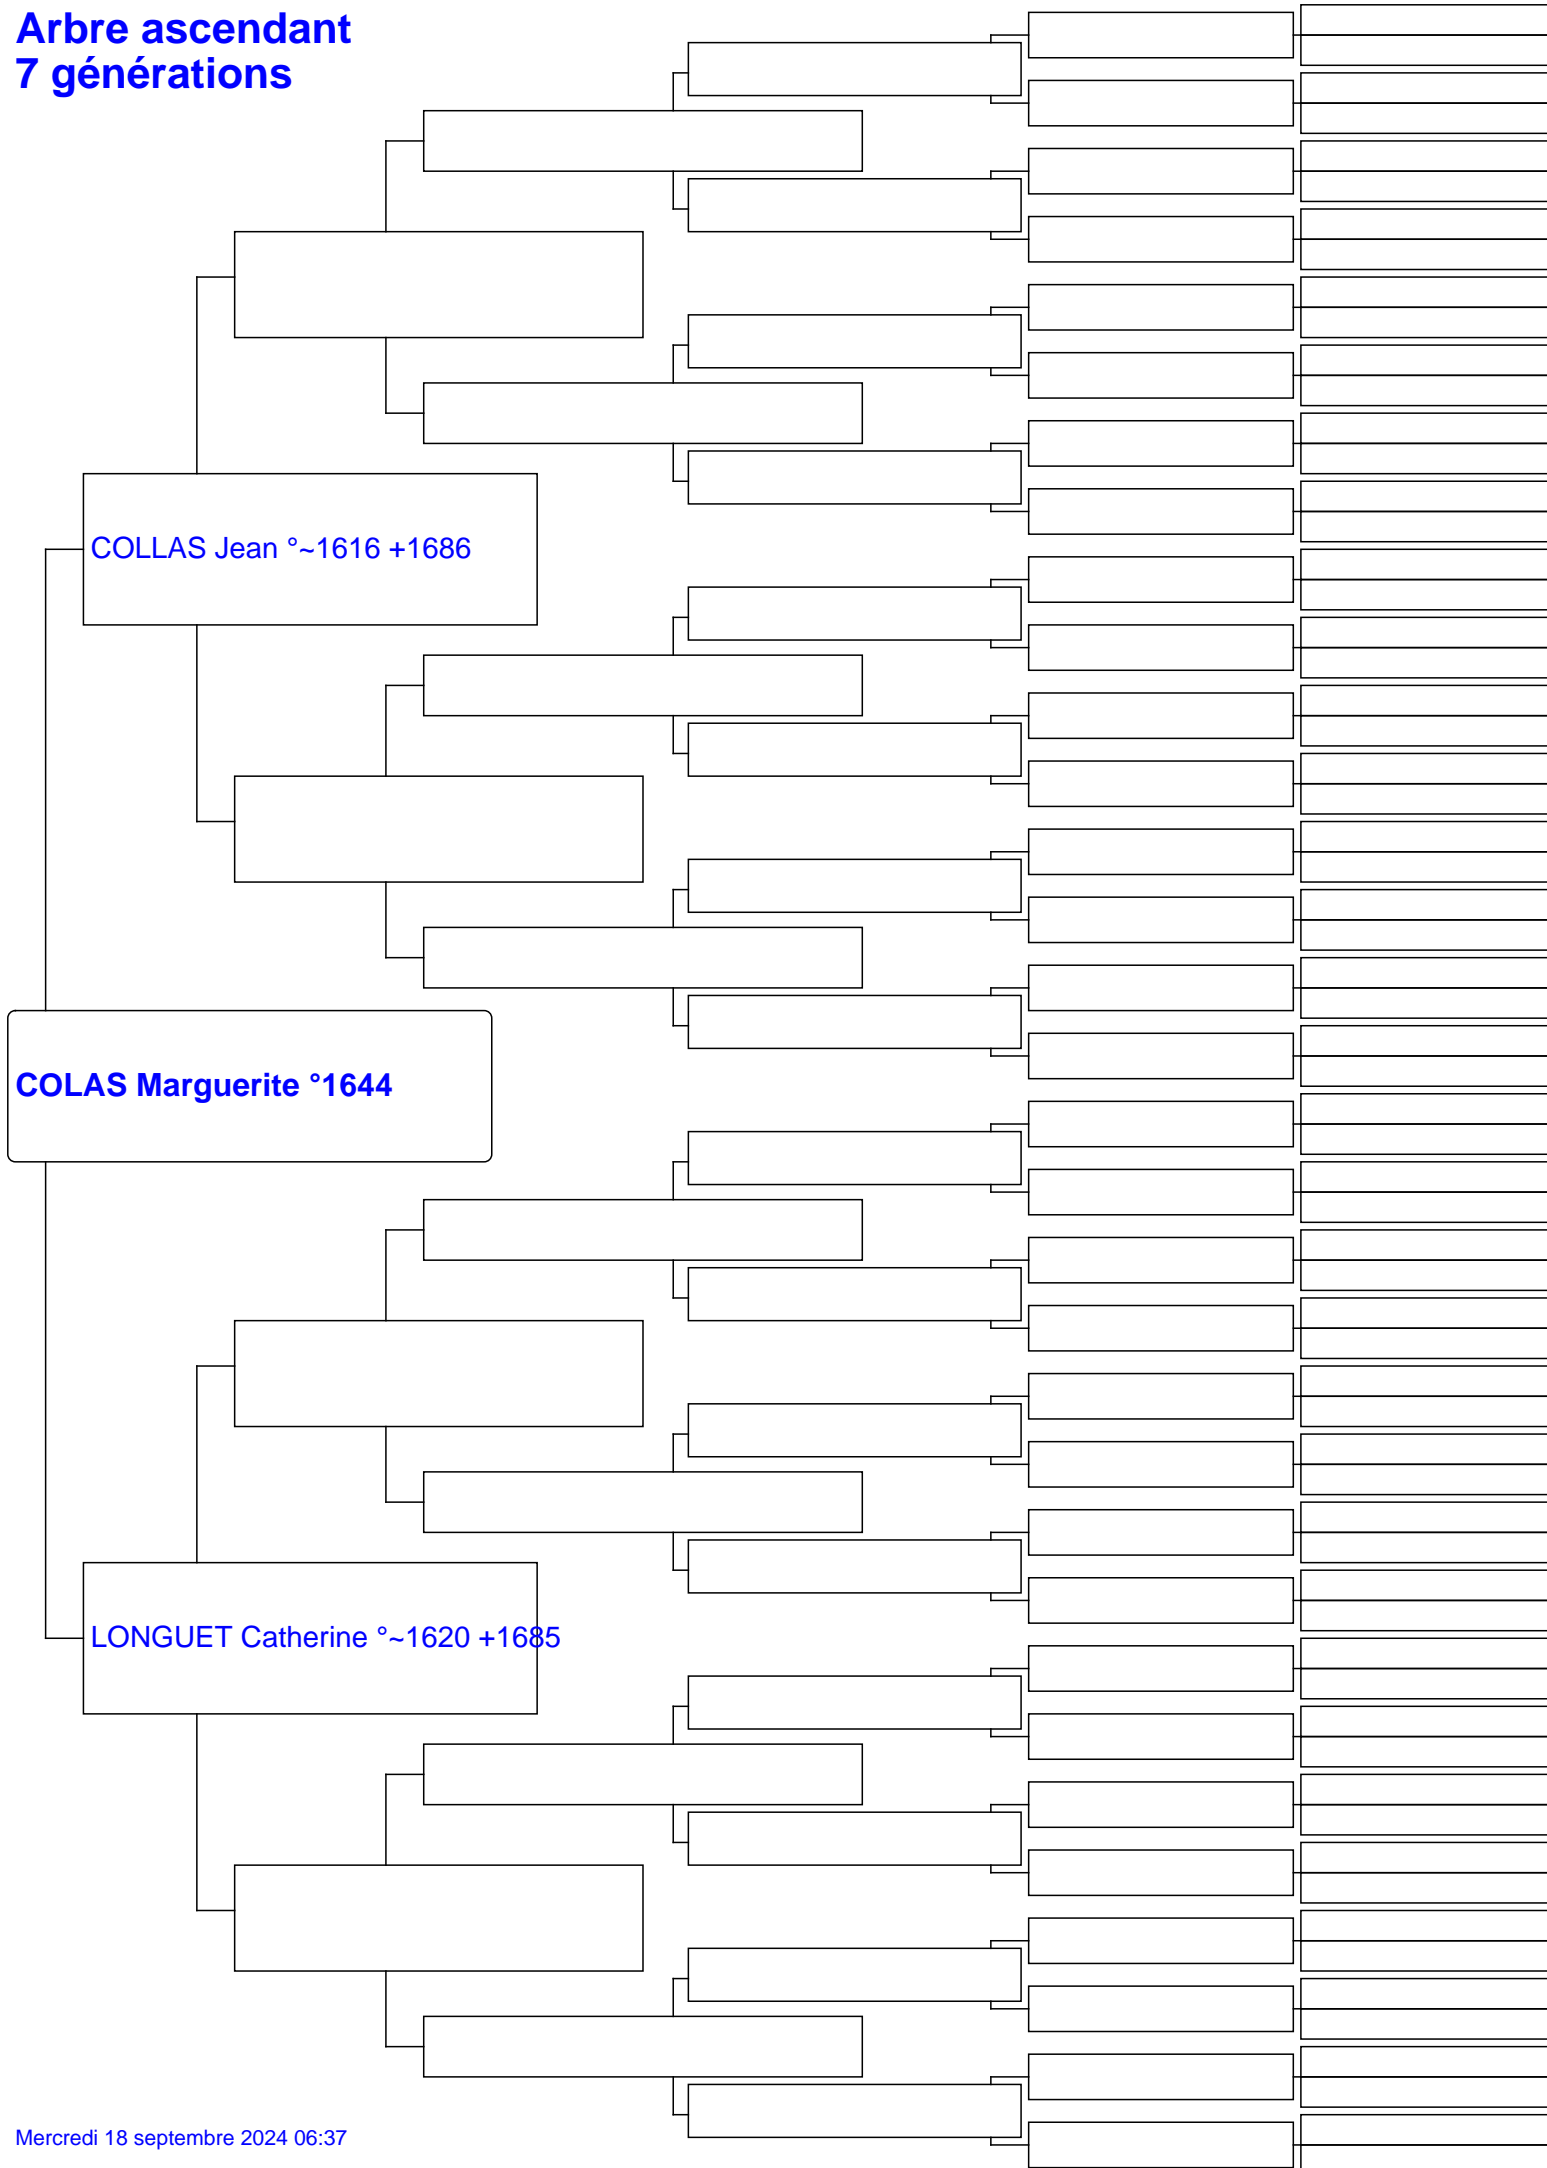 Arbre ascendant
7 générations
COLLAS Jean °~1616 +1686
COLAS Marguerite °1644
LONGUET Catherine °~1620 +1685
Mercredi 18 septembre 2024 06:37